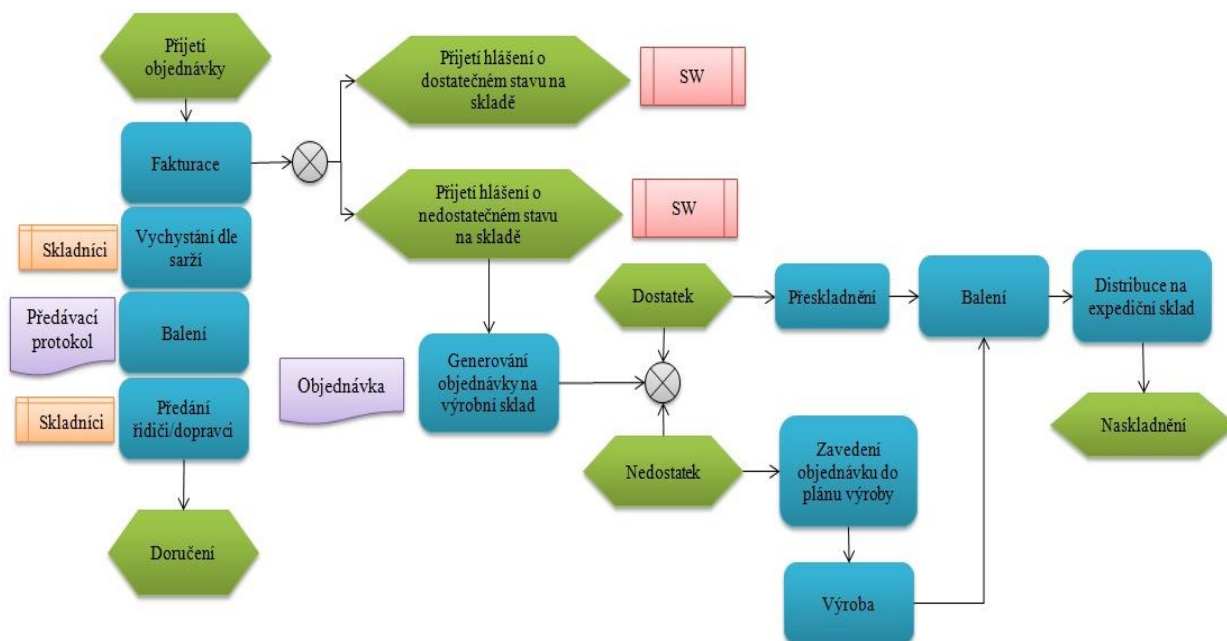 Přijetí
objednávky
Fakturace
Skladníci
Vychystání dle
sarží
Předávací
protokol
Balení
Skladníci
Předání
řidiči/dopravci
Doručení
Přijetí hlášení o
dostatečném stavu na
skladě
SW
Přijetí hlášení o
nedostatečném stavu
na skladě
SW
Objednávka
Generování
objednávky na
výrobní sklad
Dostatek
Přeskladnění
Balení
Distribuce na
expediční sklad
Naskladnění
Nedostatek
Zavedení
objednávku do
plánu výroby
Výroba